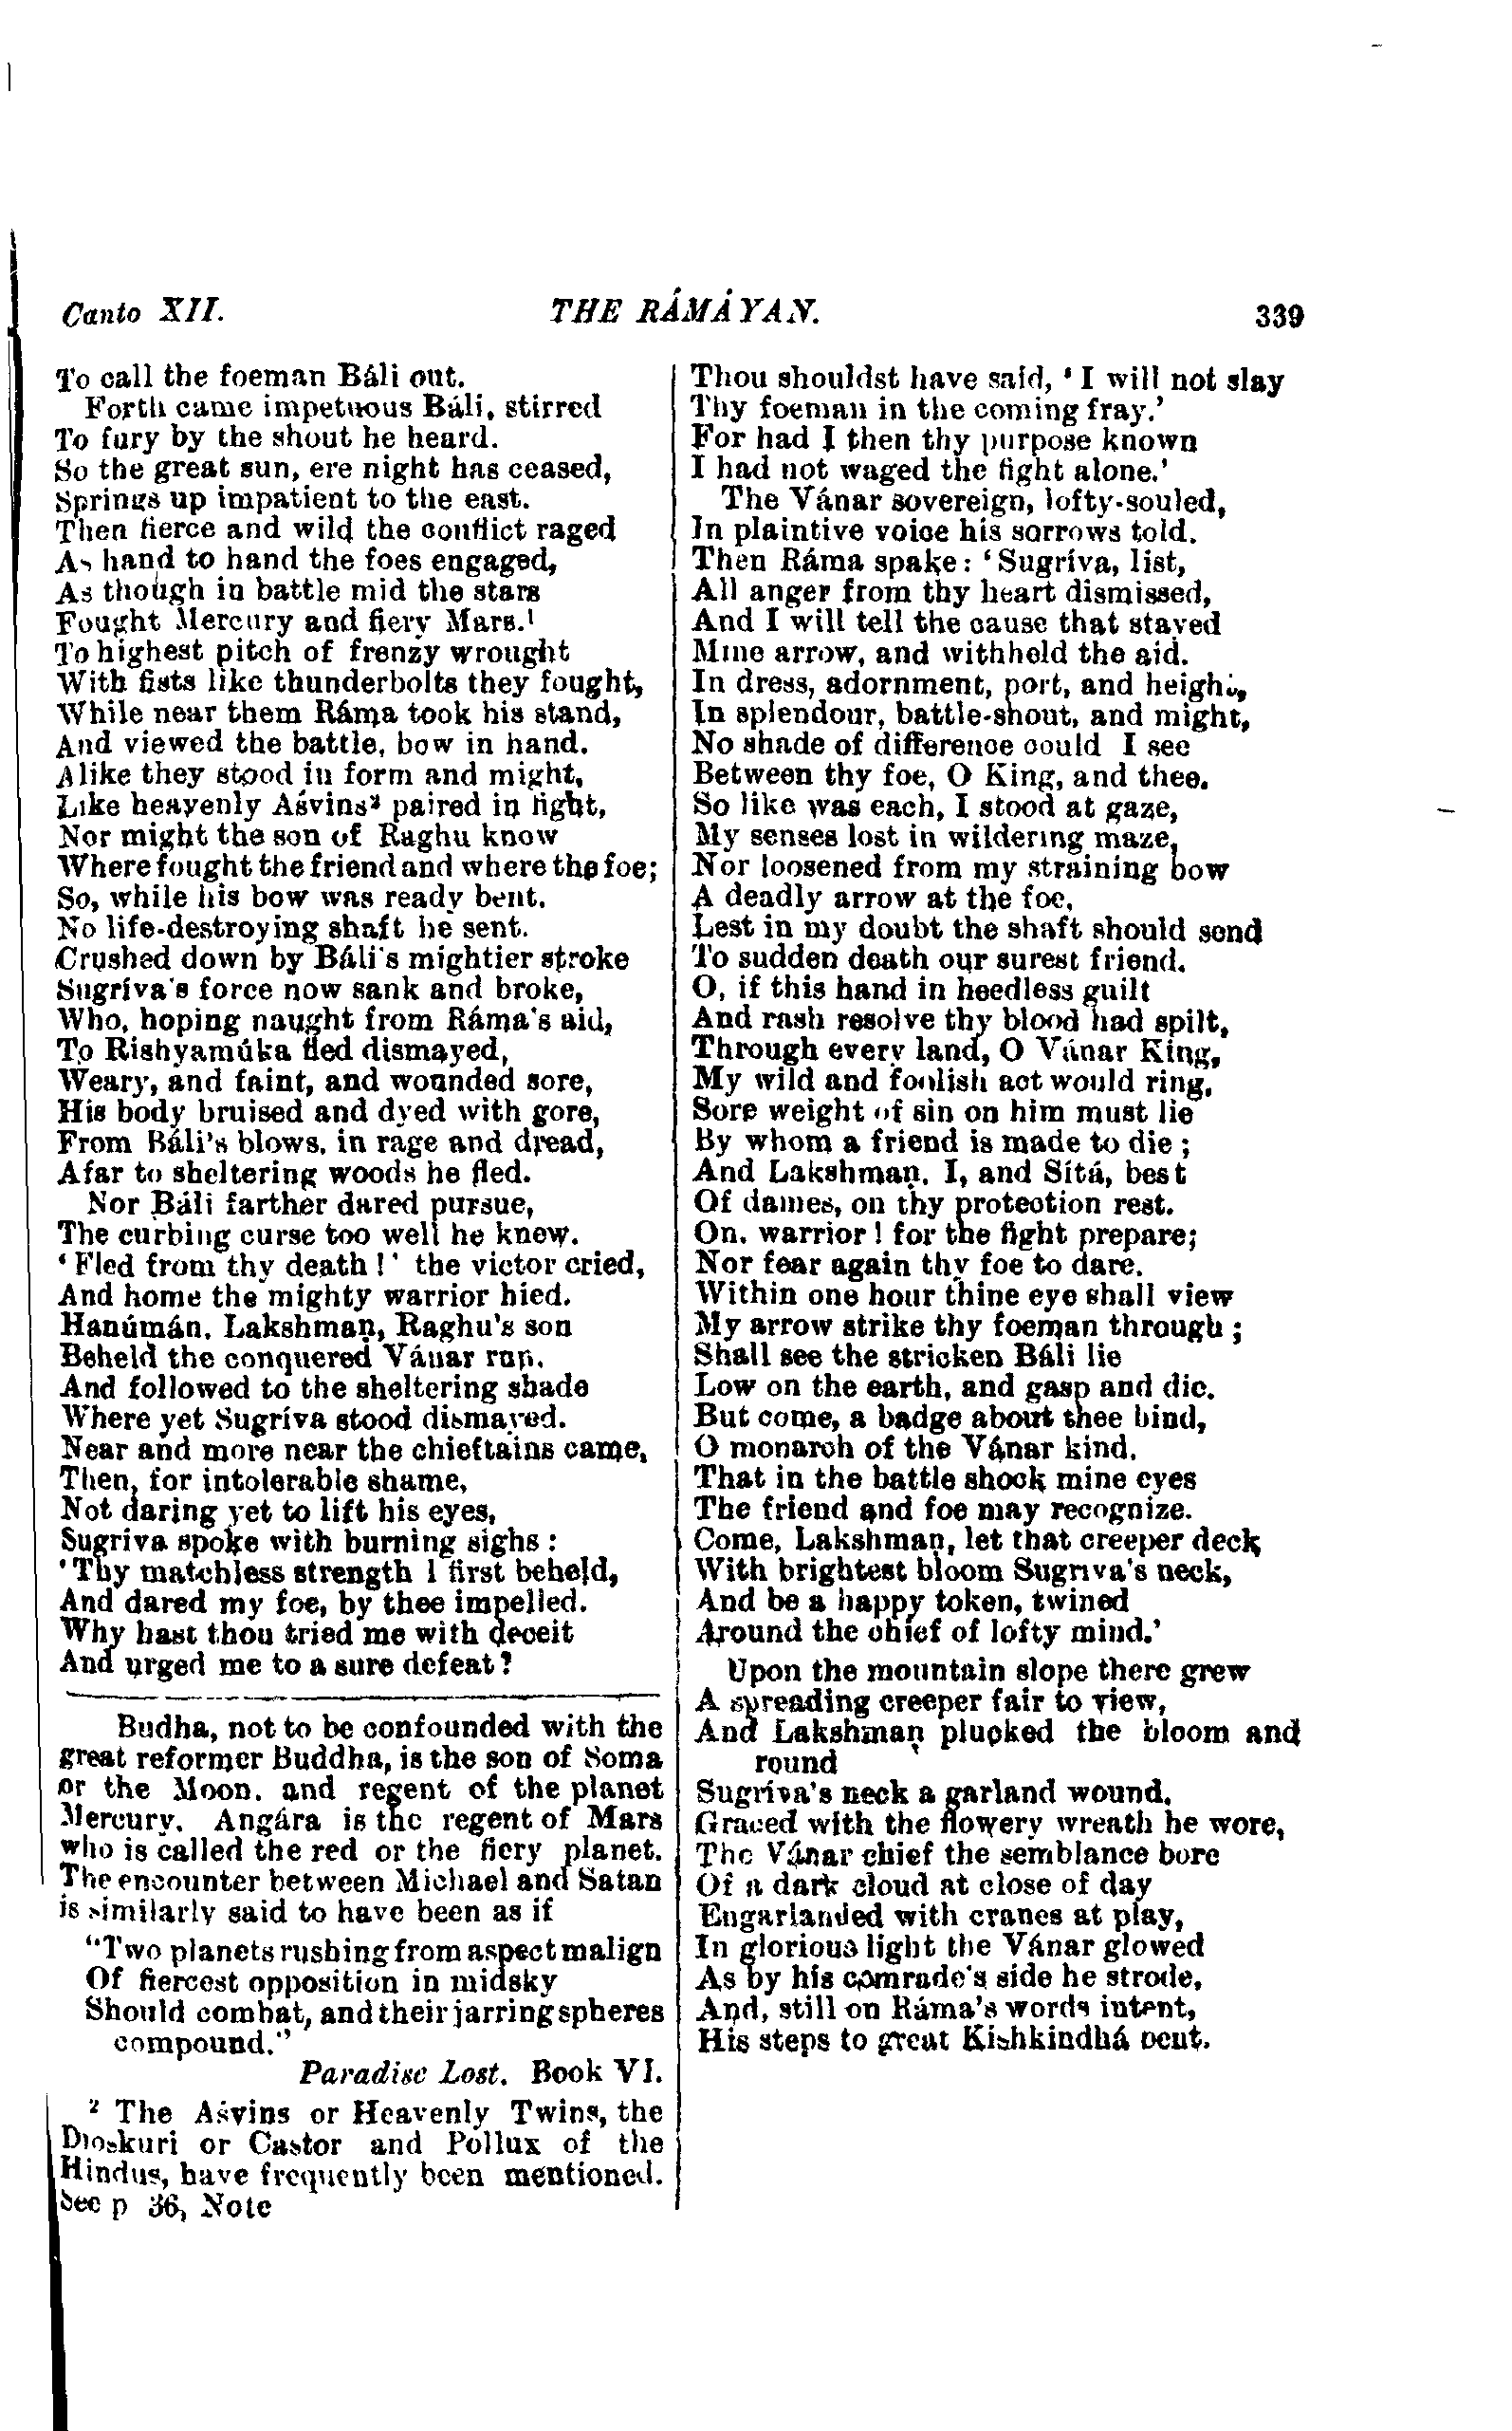 Canto XII. THE RÁMÁYAN. 339
To call the foeman Báli out.
Forth came impetuous Báli, stirred
To fury by the shout he heard.
So the great sun, ere night has ceased,
Springs up impatient to the east.
Then fierce and wild the conflict raged
As hand to hand the foes engaged,
As though in battle mid the stars
Fought Mercury and fiery Mars.¹
To highest pitch of frenzy wrought
With fists like thunderbolts they fought,
While near them Ráma took his stand,
And viewed the battle, bow in hand.
Alike they stood in form and might,
Like heavenly Aśvins² paired in fight,
Nor might the son of Raghu know
Where fought the friend and where the foe;
So, while his bow was ready bent,
No life-destroying shaft he sent.
Crushed down by Báli's mightier stroke
Sugríva's force now sank and broke,
Who, hoping naught from Ráma's aid,
To Rishyamúka fled dismayed,
Weary, and faint, and wounded sore,
His body bruised and dyed with gore,
From Báli's blows, in rage and dread,
Afar to sheltering woods he fled.
Nor Báli farther dared pursue,
The curbing curse too well he knew.
‘Fled from thy death!’ the victor cried,
And home the mighty warrior hied.
Hanúmán, Lakshmaṇ, Raghu's son
Beheld the conquered Vánar run,
And followed to the sheltering shade
Where yet Sugríva stood dismayed.
Near and more near the chieftains came,
Then, for intolerable shame,
Not daring yet to lift his eyes,
Sugriva spoke with burning sighs:
‘Thy matchless strength I first beheld,
And dared my foe, by thee impelled.
Why hast thou tried me with deceit
And urged me to a sure defeat?
Budha, not to be confounded with the
great reformer Buddha, is the son of Soma
or the Moon, and regent of the planet
Mercury. Angára is the regent of Mars
who is called the red or the fiery planet.
The encounter between Michael and Satan
is similarly said to have been as if
"Two planets rushing from aspect malign
Of fiercest opposition in midsky
Should combat, and their jarring spheres
compound."
Paradise Lost. Book VI.
² The Aśvins or Heavenly Twins, the
Dioskuri or Castor and Pollux of the
Hindus, have frequently been mentioned.
See p 36, Note
Thou shouldst have said, ‘I will not slay
Thy foeman in the coming fray.’
For had I then thy purpose known
I had not waged the fight alone.’
The Vánar sovereign, lofty-souled,
In plaintive voice his sorrows told.
Then Ráma spake: ‘Sugríva, list,
All anger from thy heart dismissed,
And I will tell the cause that stayed
Mine arrow, and withheld the aid.
In dress, adornment, port, and height,
In splendour, battle-shout, and might,
No shade of difference could I see
Between thy foe, O King, and thee.
So like was each, I stood at gaze,
My senses lost in wildering maze,
Nor loosened from my straining bow
A deadly arrow at the foe,
Lest in my doubt the shaft should send
To sudden death our surest friend.
O, if this hand in heedless guilt
And rash resolve thy blood had spilt,
Through every land, O Vánar King,
My wild and foolish act would ring.
Sore weight of sin on him must lie
By whom a friend is made to die;
And Lakshmaṇ, I, and Sítá, best
Of dames, on thy protection rest.
On, warrior! for the fight prepare;
Nor fear again thy foe to dare.
Within one hour thine eye shall view
My arrow strike thy foeman through;
Shall see the stricken Báli lie
Low on the earth, and gasp and die.
But come, a badge about thee bind,
O monarch of the Vánar kind,
That in the battle shock mine eyes
The friend and foe may recognize.
Come, Lakshmaṇ, let that creeper deck
With brightest bloom Sugríva's neck,
And be a happy token, twined
Around the chief of lofty mind.’
Upon the mountain slope there grew
A spreading creeper fair to view,
And Lakshmaṇ plucked the bloom and
round
Sugríva's neck a garland wound.
Graced with the flowery wreath he wore,
The Vánar chief the semblance bore
Of a dark cloud at close of day
Engarlanded with cranes at play,
In glorious light the Vánar glowed
As by his comrade's side he strode,
And, still on Ráma's words intent,
His steps to great Kishkindhá bent.